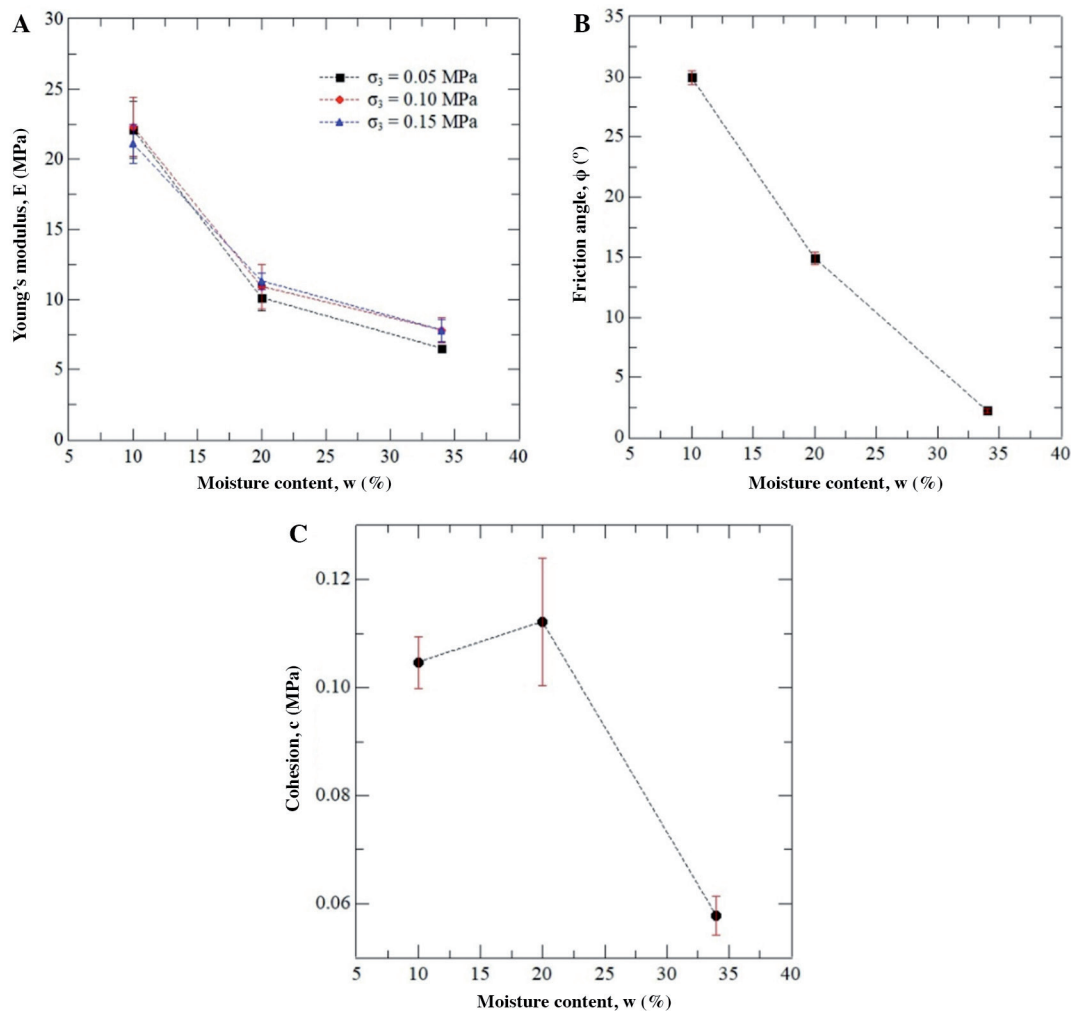 A
35
30
25
20
15
10
5
0
Young's modulus, E (MPa)
σ₃ = 0.05 MPa
σ₃ = 0.10 MPa
σ₃ = 0.15 MPa
5 10 15 20 25 30 35 40
Moisture content, w (%)
B
35
30
25
20
15
10
5
0
Friction angle, ϕ (°)
5 10 15 20 25 30 35 40
Moisture content, w (%)
C
0.12
0.10
0.08
0.06
Cohesion, c (MPa)
5 10 15 20 25 30 35 40
Moisture content, w (%)